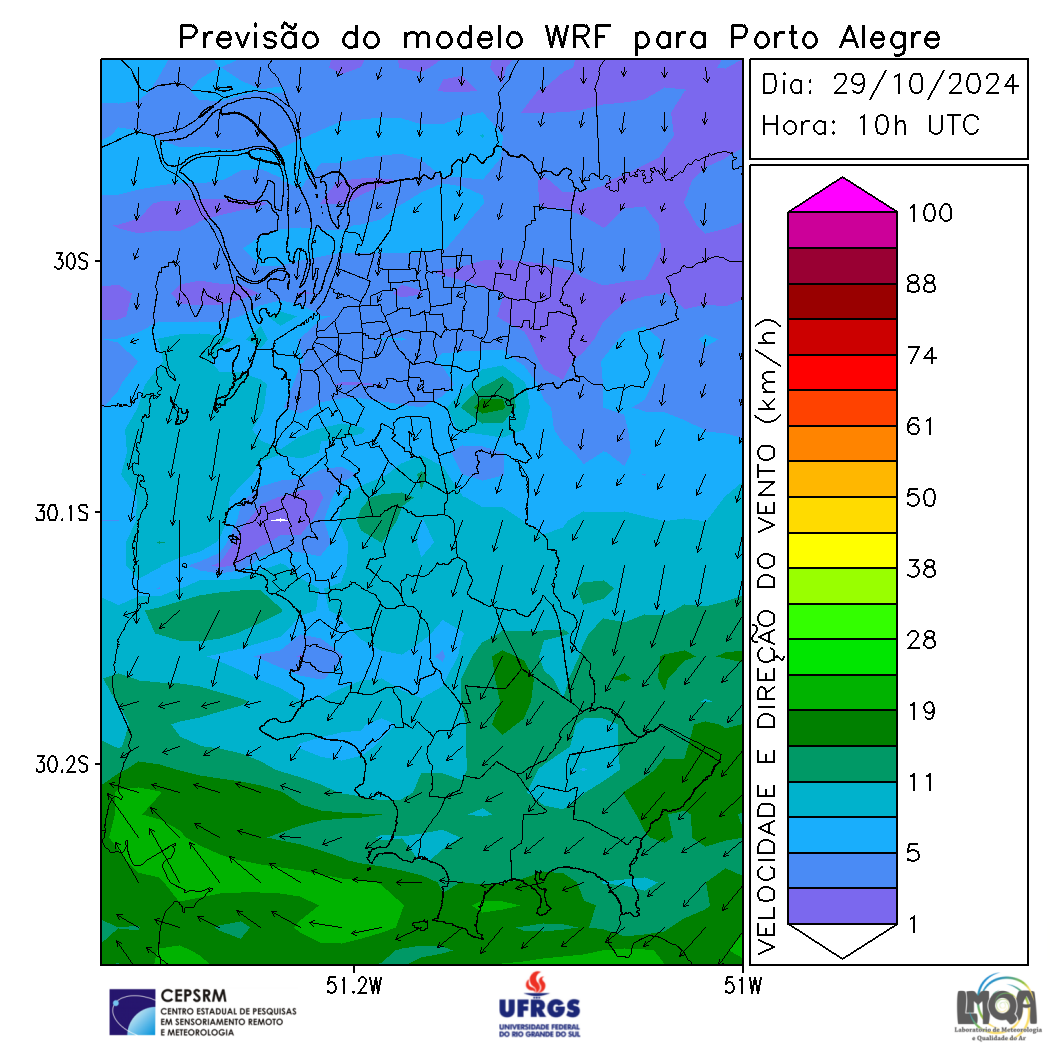 Previsão do modelo WRF para Porto Alegre
Dia: 29/10/2024
Hora: 10h UTC
30S
30.1S
30.2S
51.2W
51W
VELOCIDADE E DIREÇÃO DO VENTO (km/h)
100
88
74
61
50
38
28
19
11
5
1
CEPSRM
CENTRO ESTADUAL DE PESQUISAS
EM SENSORIAMENTO REMOTO
E METEOROLOGIA
UFRGS
UNIVERSIDADE FEDERAL
DO RIO GRANDE DO SUL
LMQA
Laboratório de Meteorologia
e Qualidade do Ar